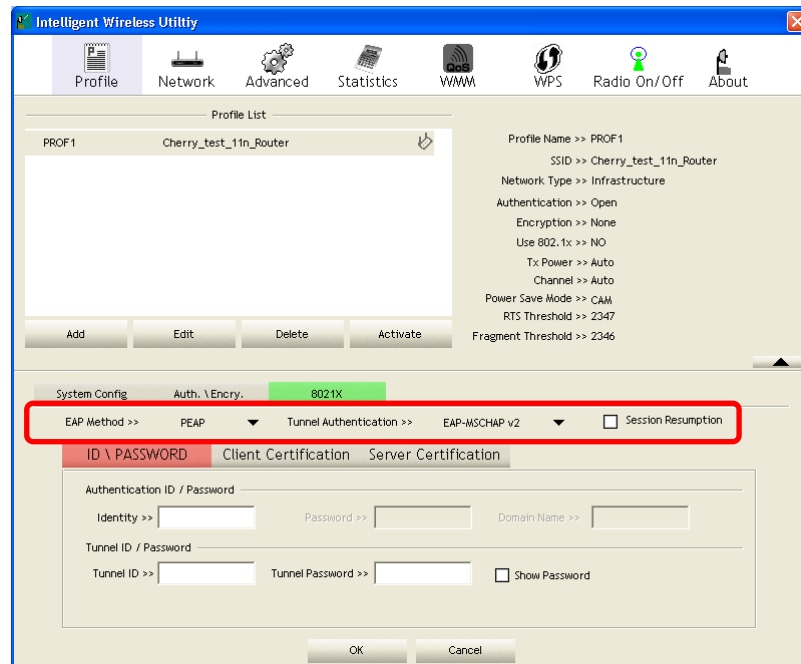 Intelligent Wireless Utiltiy
Profile Network Advanced Statistics QoS WMM WPS Radio On/Off About
Profile List
PROF1 Cherry_test_11n_Router
Profile Name >> PROF1
SSID >> Cherry_test_11n_Router
Network Type >> Infrastructure
Authentication >> Open
Encryption >> None
Use 802.1x >> NO
Tx Power >> Auto
Channel >> Auto
Power Save Mode >> CAM
RTS Threshold >> 2347
Fragment Threshold >> 2346
Add Edit Delete Activate
System Config Auth. \ Encry. 8021X
EAP Method >> PEAP Tunnel Authentication >> EAP-MSCHAP v2 Session Resumption
ID \ PASSWORD Client Certification Server Certification
Authentication ID / Password
Identity >> Password >> Domain Name >>
Tunnel ID / Password
Tunnel ID >> Tunnel Password >> Show Password
OK Cancel